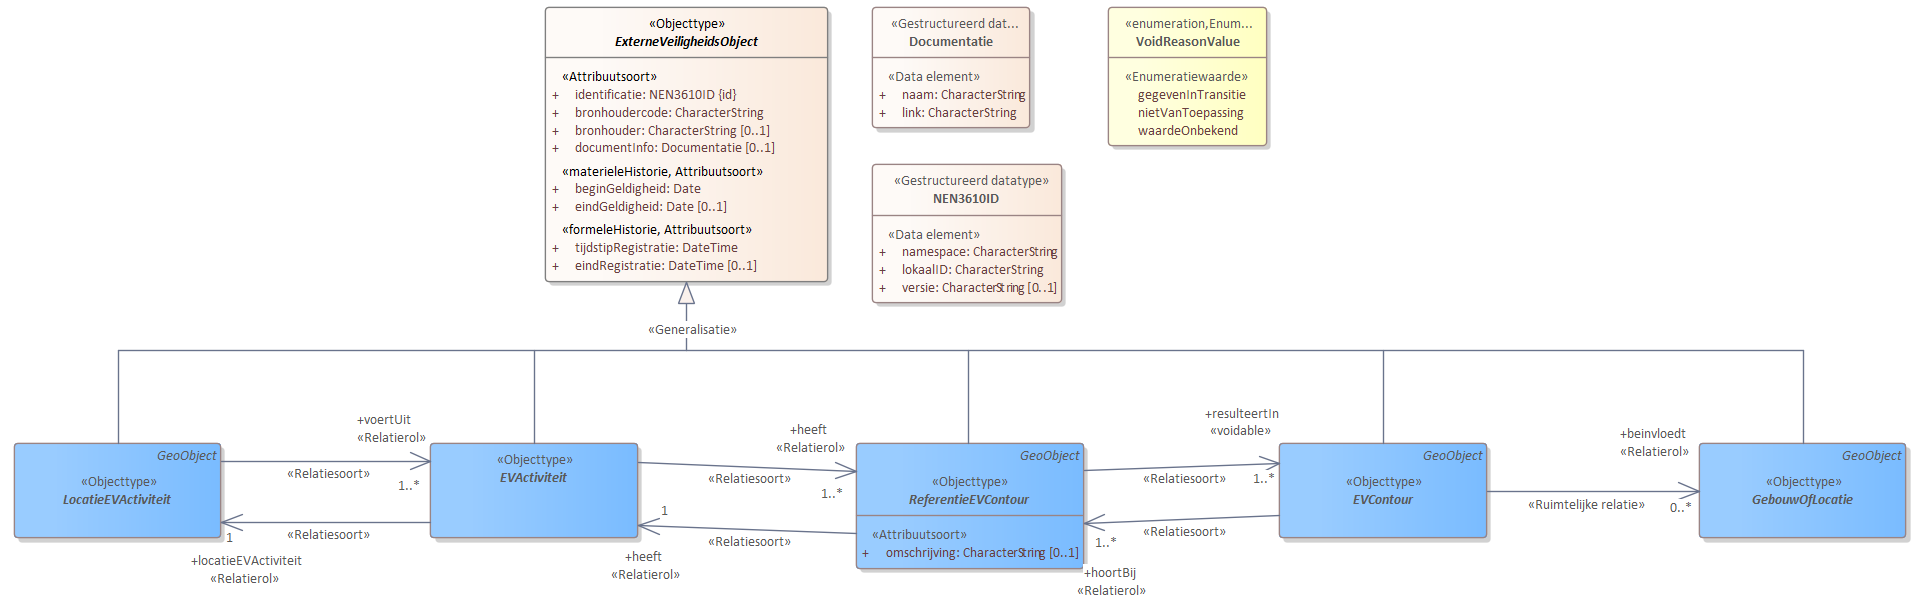 «Objecttype»
ExterneVeiligheidsObject
«Attribuutsoort»
+ identificatie: NEN3610ID {id}
+ bronhoudercode: CharacterString
+ bronhouder: CharacterString [0..1]
+ documentInfo: Documentatie [0..1]
«materieleHistorie, Attribuutsoort»
+ beginGeldigheid: Date
+ eindGeldigheid: Date [0..1]
«formeleHistorie, Attribuutsoort»
+ tijdstipRegistratie: DateTime
+ eindRegistratie: DateTime [0..1]
«Gestructureerd dat...
Documentatie
«Data element»
+ naam: CharacterString
+ link: CharacterString
«enumeration,Enum...
VoidReasonValue
«Enumeratiewaarde»
gegevenInTransitie
nietVanToepassing
waardeOnbekend
«Gestructureerd datatype»
NEN3610ID
«Data element»
+ namespace: CharacterString
+ lokaalID: CharacterString
+ versie: CharacterString [0..1]
«Generalisatie»
GeoObject
«Objecttype»
LocatieEVActiviteit
+voertUit
«Relatierol»
«Relatiesoort»
1..*
«Relatiesoort»
1
+locatieEVActiviteit
«Relatierol»
«Objecttype»
EVActiviteit
+heeft
«Relatierol»
«Relatiesoort»
1..*
1
«Relatiesoort»
+heeft
«Relatierol»
GeoObject
«Objecttype»
ReferentieEVContour
«Attribuutsoort»
+ omschrijving: CharacterString [0..1]
+resulteertIn
«voidable»
«Relatiesoort»
1..*
«Relatiesoort»
1..*
+hoortBij
«Relatierol»
GeoObject
«Objecttype»
EVContour
+beinvloedt
«Relatierol»
«Ruimtelijke relatie»
0..*
GeoObject
«Objecttype»
GebouwOfLocatie